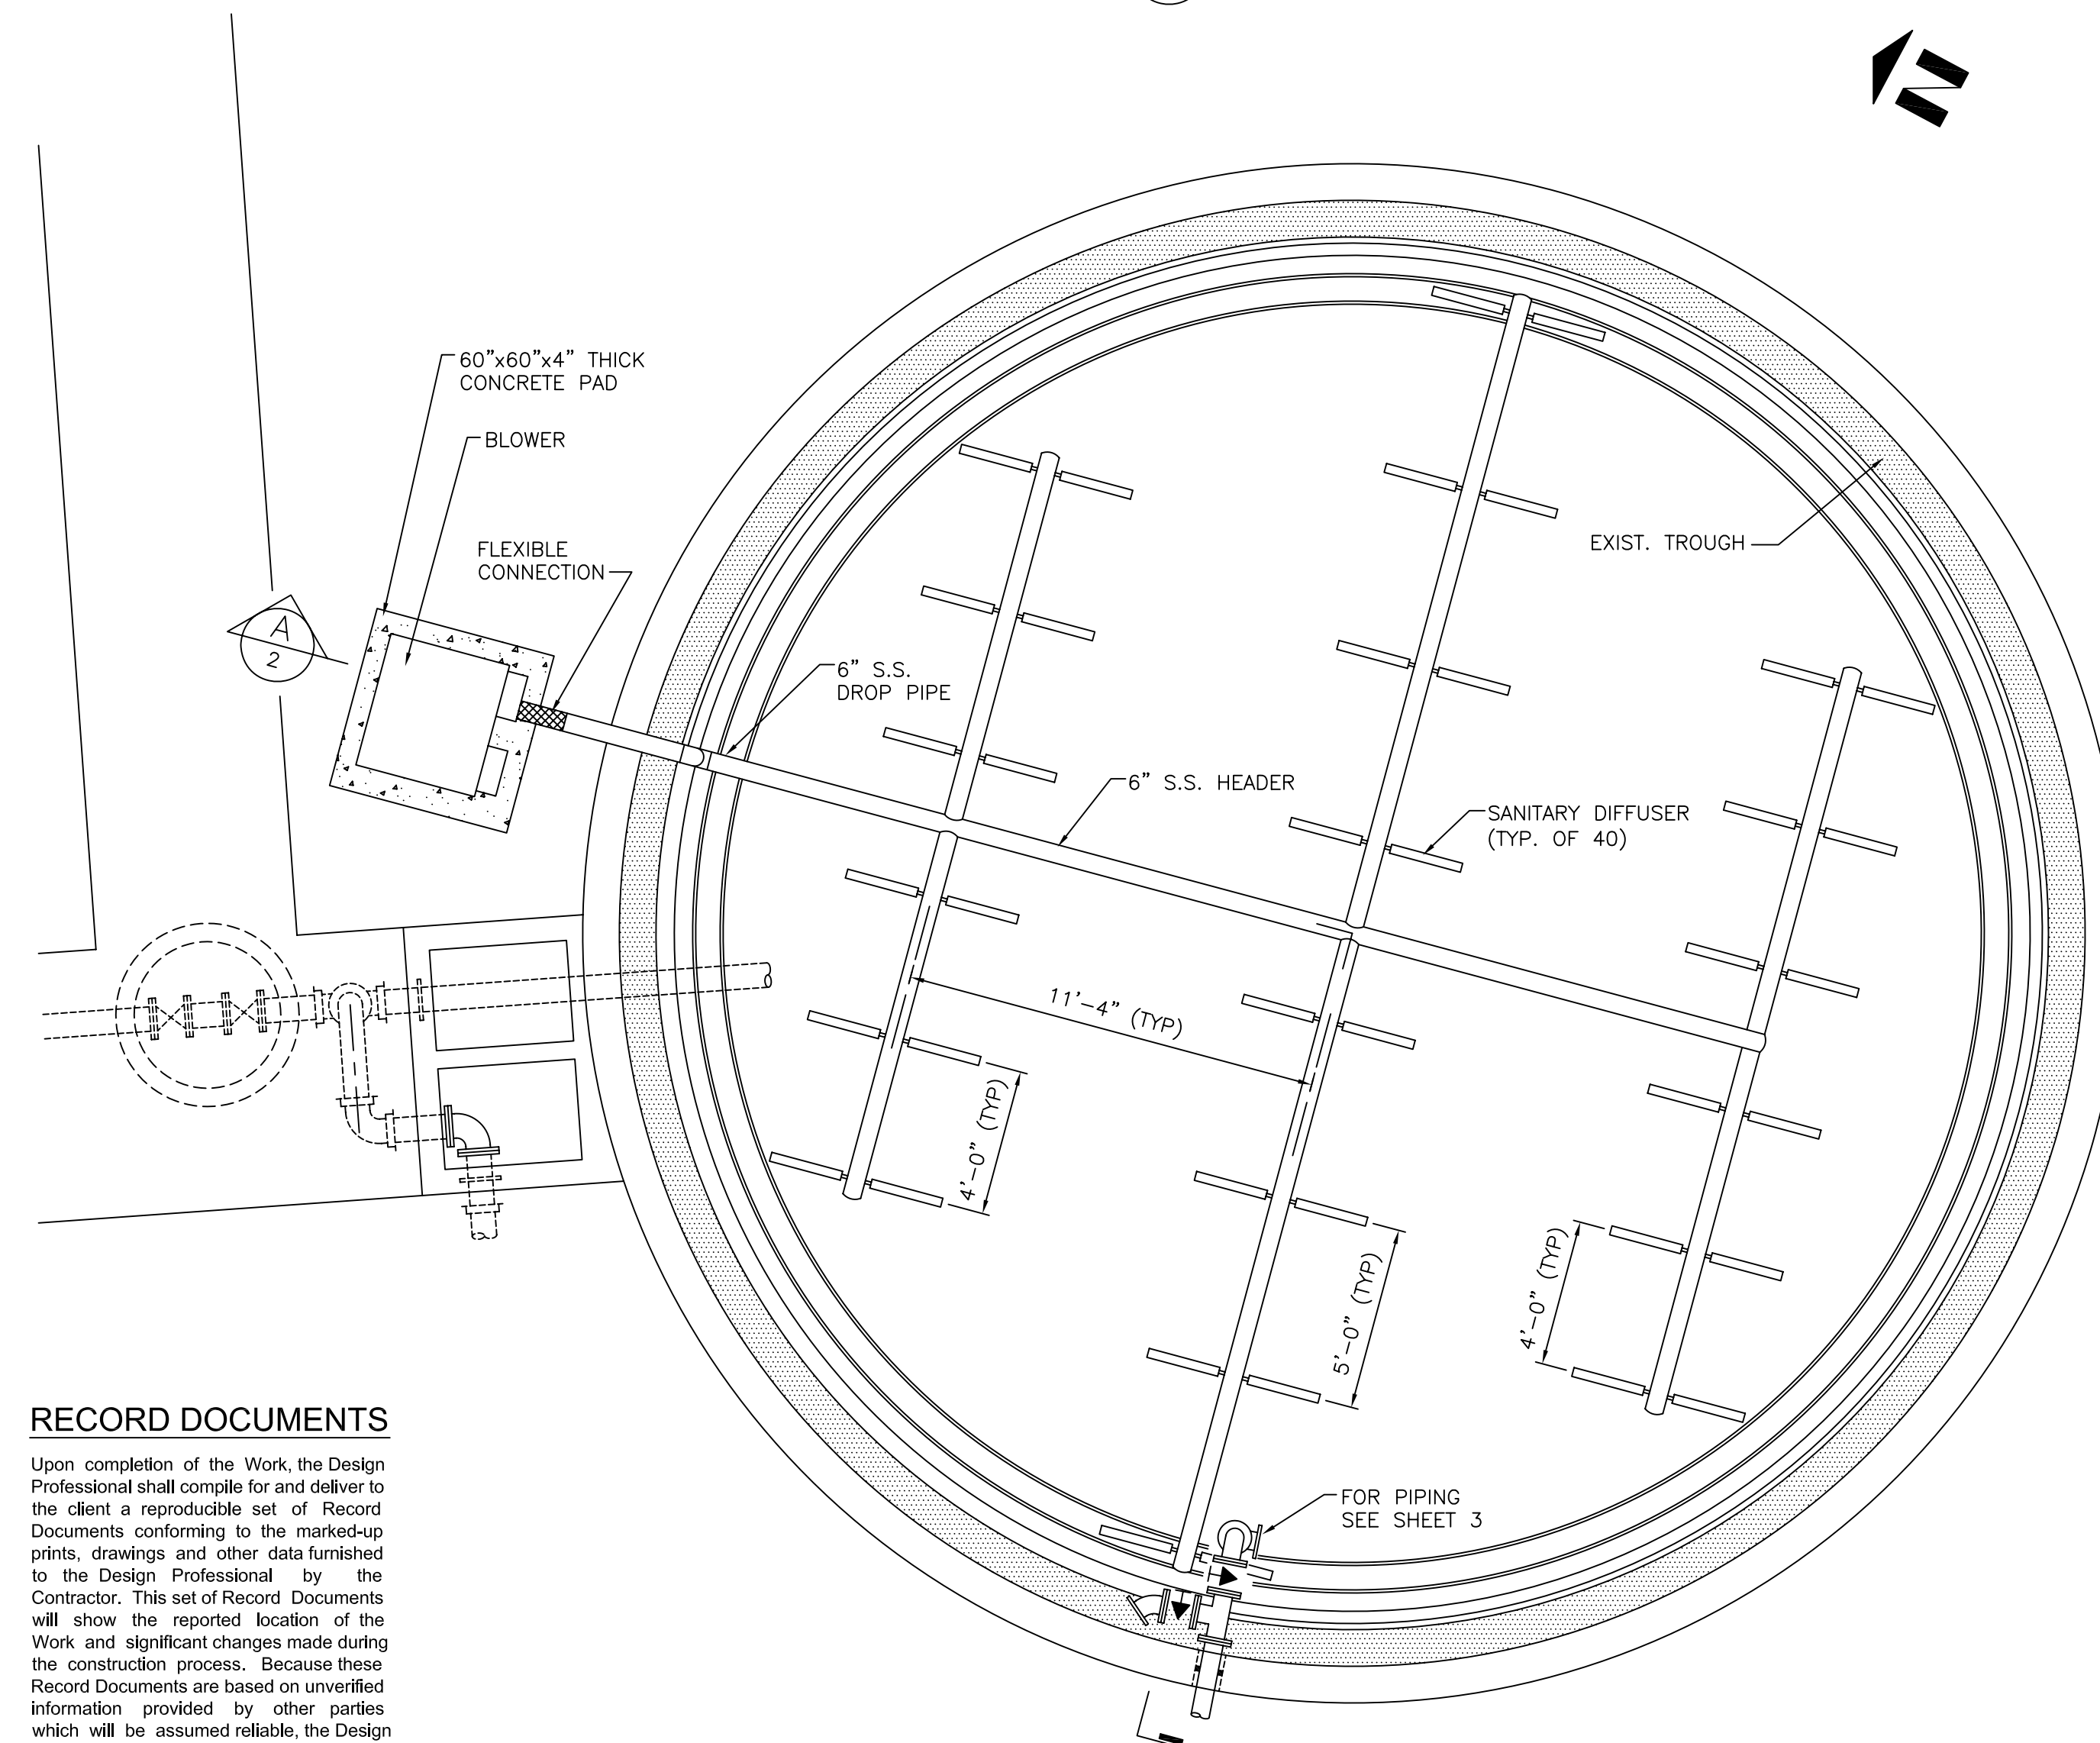 N
60"x60"x4" THICK
CONCRETE PAD
BLOWER
FLEXIBLE
CONNECTION
EXIST. TROUGH
A
2
6" S.S.
DROP PIPE
6" S.S. HEADER
SANITARY DIFFUSER
(TYP. OF 40)
11'-4" (TYP)
4'-0" (TYP)
5'-0" (TYP)
4'-0" (TYP)
FOR PIPING
SEE SHEET 3
RECORD DOCUMENTS
Upon completion of the Work, the Design
Professional shall compile for and deliver to
the client a reproducible set of Record
Documents conforming to the marked-up
prints, drawings and other data furnished
to the Design Professional by the
Contractor. This set of Record Documents
will show the reported location of the
Work and significant changes made during
the construction process. Because these
Record Documents are based on unverified
information provided by other parties
which will be assumed reliable, the Design